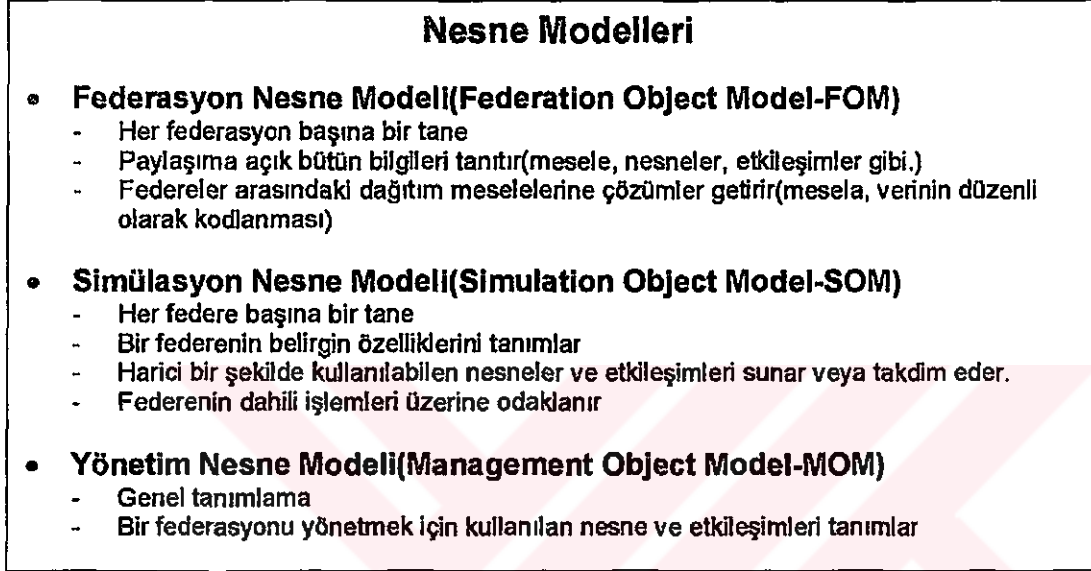 Nesne Modelleri
• Federasyon Nesne Modeli(Federation Object Model-FOM)
- Her federasyon başına bir tane
- Paylaşıma açık bütün bilgileri tanıtır(mesele, nesneler, etkileşimler gibi.)
- Federeler arasındaki dağıtım meselelerine çözümler getirir(mesela, verinin düzenli
olarak kodlanması)
• Simülasyon Nesne Modeli(Simulation Object Model-SOM)
- Her federe başına bir tane
- Bir federenin belirgin özelliklerini tanımlar
- Harici bir şekilde kullanılabilen nesneler ve etkileşimleri sunar veya takdim eder.
- Federenin dahili işlemleri üzerine odaklanır
• Yönetim Nesne Modeli(Management Object Model-MOM)
- Genel tanımlama
- Bir federasyonu yönetmek için kullanılan nesne ve etkileşimleri tanımlar